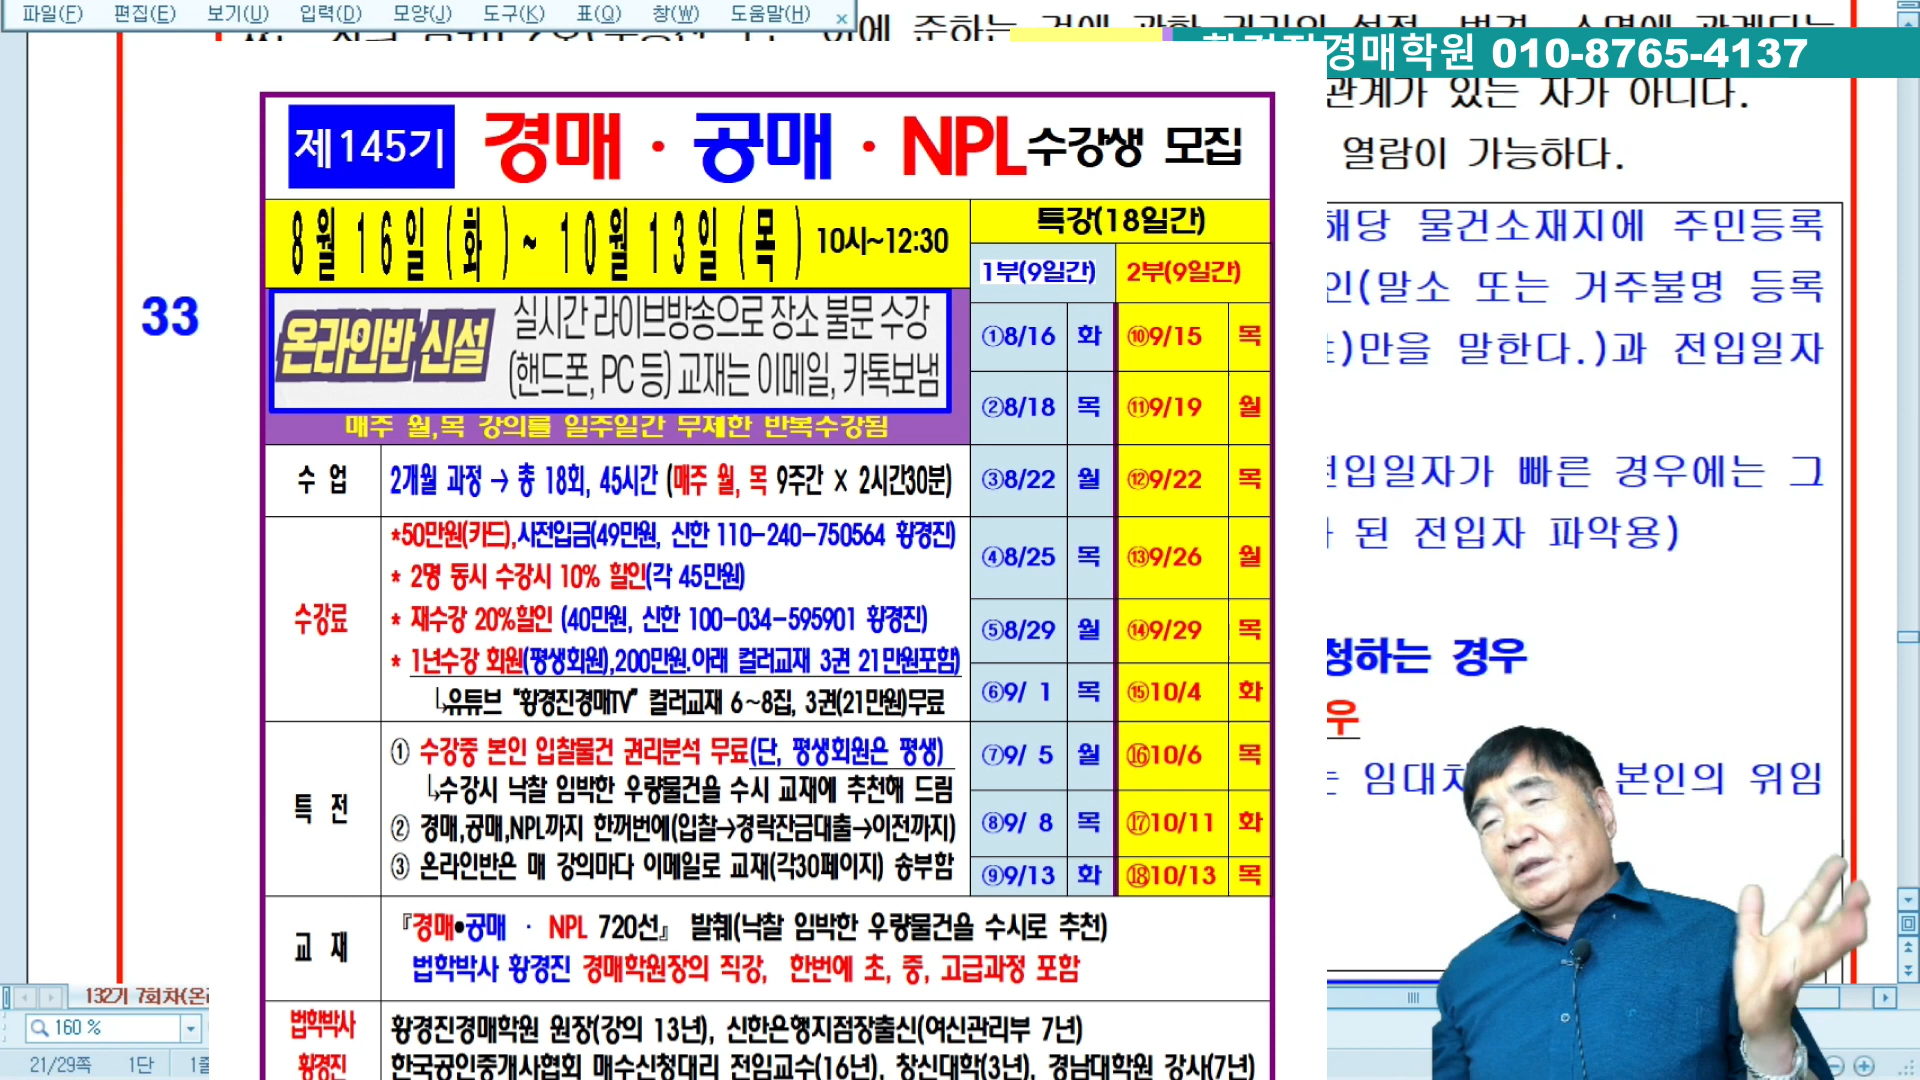 파일(F) 편집(E) 보기(U) 입력(D) 모양(J) 도구(K) 표(Q) 창(W) 도움말(H) ×
준하는
경매학원 010-8765-4137
관계가 있는 자가 아니다.
열람이 가능하다.
제145기 경매 · 공매 · NPL수강생 모집
8월 16일(화)~10월 13일(목) 10시~12:30
특강(18일간)
1부(9일간) 2부(9일간)
해당 물건소재지에 주민등록
인(말소 또는 거주불명 등록
)만을 말한다.)과 전입일자
33
온라인반 신설
실시간 라이브방송으로 장소 불문 수강
(핸드폰, PC 등) 교재는 이메일, 카톡보냄
매주 월,목 강의를 일주일간 무제한 반복수강됨
①8/16 화 ⑩9/15 목
②8/18 목 ⑪9/19 월
③8/22 월 ⑫9/22 목
④8/25 목 ⑬9/26 월
⑤8/29 월 ⑭9/29 목
⑥9/ 1 목 ⑮10/4 화
⑦9/ 5 월 ⑯10/6 목
⑧9/ 8 목 ⑰10/11 화
⑨9/13 화 ⑱10/13 목
수 업
2개월 과정 → 총 18회, 45시간 (매주 월, 목 9주간 × 2시간30분)
수강료
*50만원(카드),사전입금(49만원, 신한 110-240-750564 황경진)
* 2명 동시 수강시 10% 할인(각 45만원)
* 재수강 20%할인 (40만원, 신한 100-034-595901 황경진)
* 1년수강 회원(평생회원),200만원.아래 컬러교재 3권 21만원포함)
↳유튜브 “황경진경매TV” 컬러교재 6~8집, 3권(21만원)무료
특 전
① 수강중 본인 입찰물건 권리분석 무료(단, 평생회원은 평생)
↳수강시 낙찰 임박한 우량물건을 수시 교재에 추천해 드림
② 경매,공매,NPL까지 한꺼번에(입찰→경락잔금대출→이전까지)
③ 온라인반은 매 강의마다 이메일로 교재(각30페이지) 송부함
교 재
『경매•공매 · NPL 720선』 발췌(낙찰 임박한 우량물건을 수시로 추천)
법학박사 황경진 경매학원장의 직강, 한번에 초, 중, 고급과정 포함
법학박사
황경진
황경진경매학원 원장(강의 13년), 신한은행지점장출신(여신관리부 7년)
한국공인중개사협회 매수신청대리 전임교수(16년), 창신대학(3년), 경남대학원 강사(7년)
전입일자가 빠른 경우에는 그
된 전입자 파악용)
청하는 경우
우
임대차 본인의 위임
132기 7회차(온
160 %
21/29쪽 1단 1줄